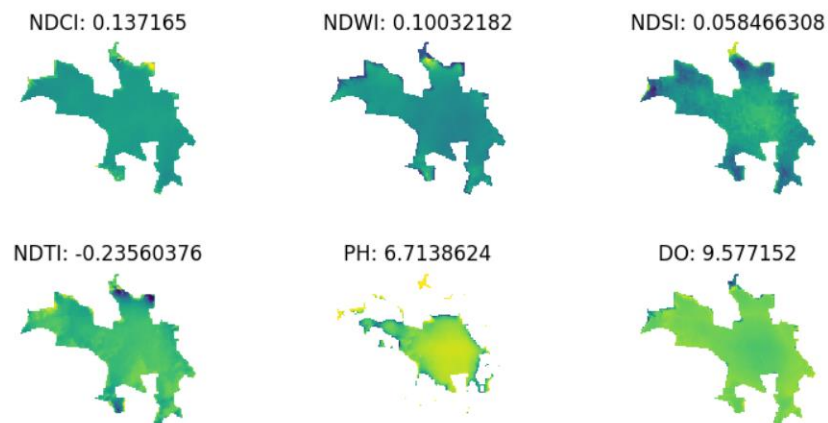 NDCI: 0.137165
NDWI: 0.10032182
NDSI: 0.058466308
NDTI: -0.23560376
PH: 6.7138624
DO: 9.577152